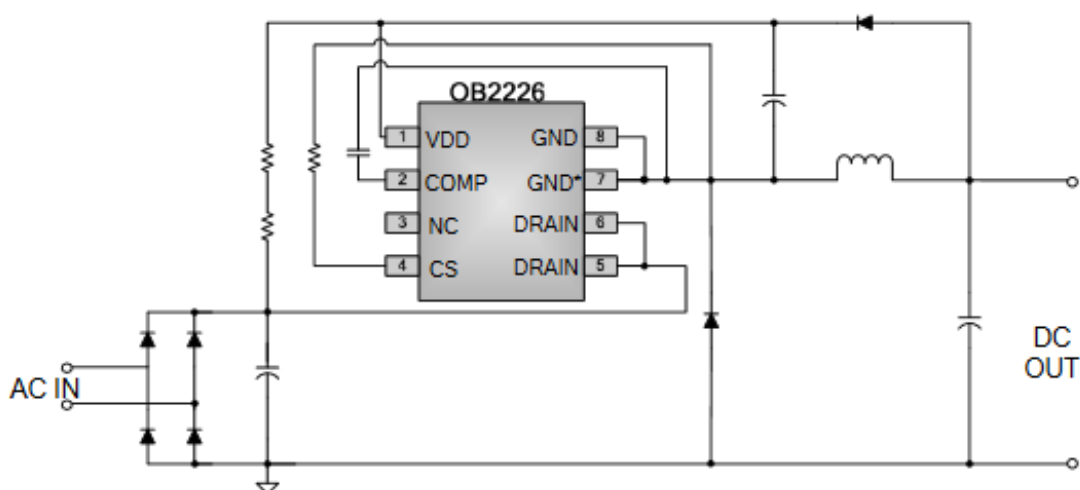 OB2226
1 VDD GND 8
2 COMP GND* 7
3 NC DRAIN 6
4 CS DRAIN 5
AC IN
DC
OUT